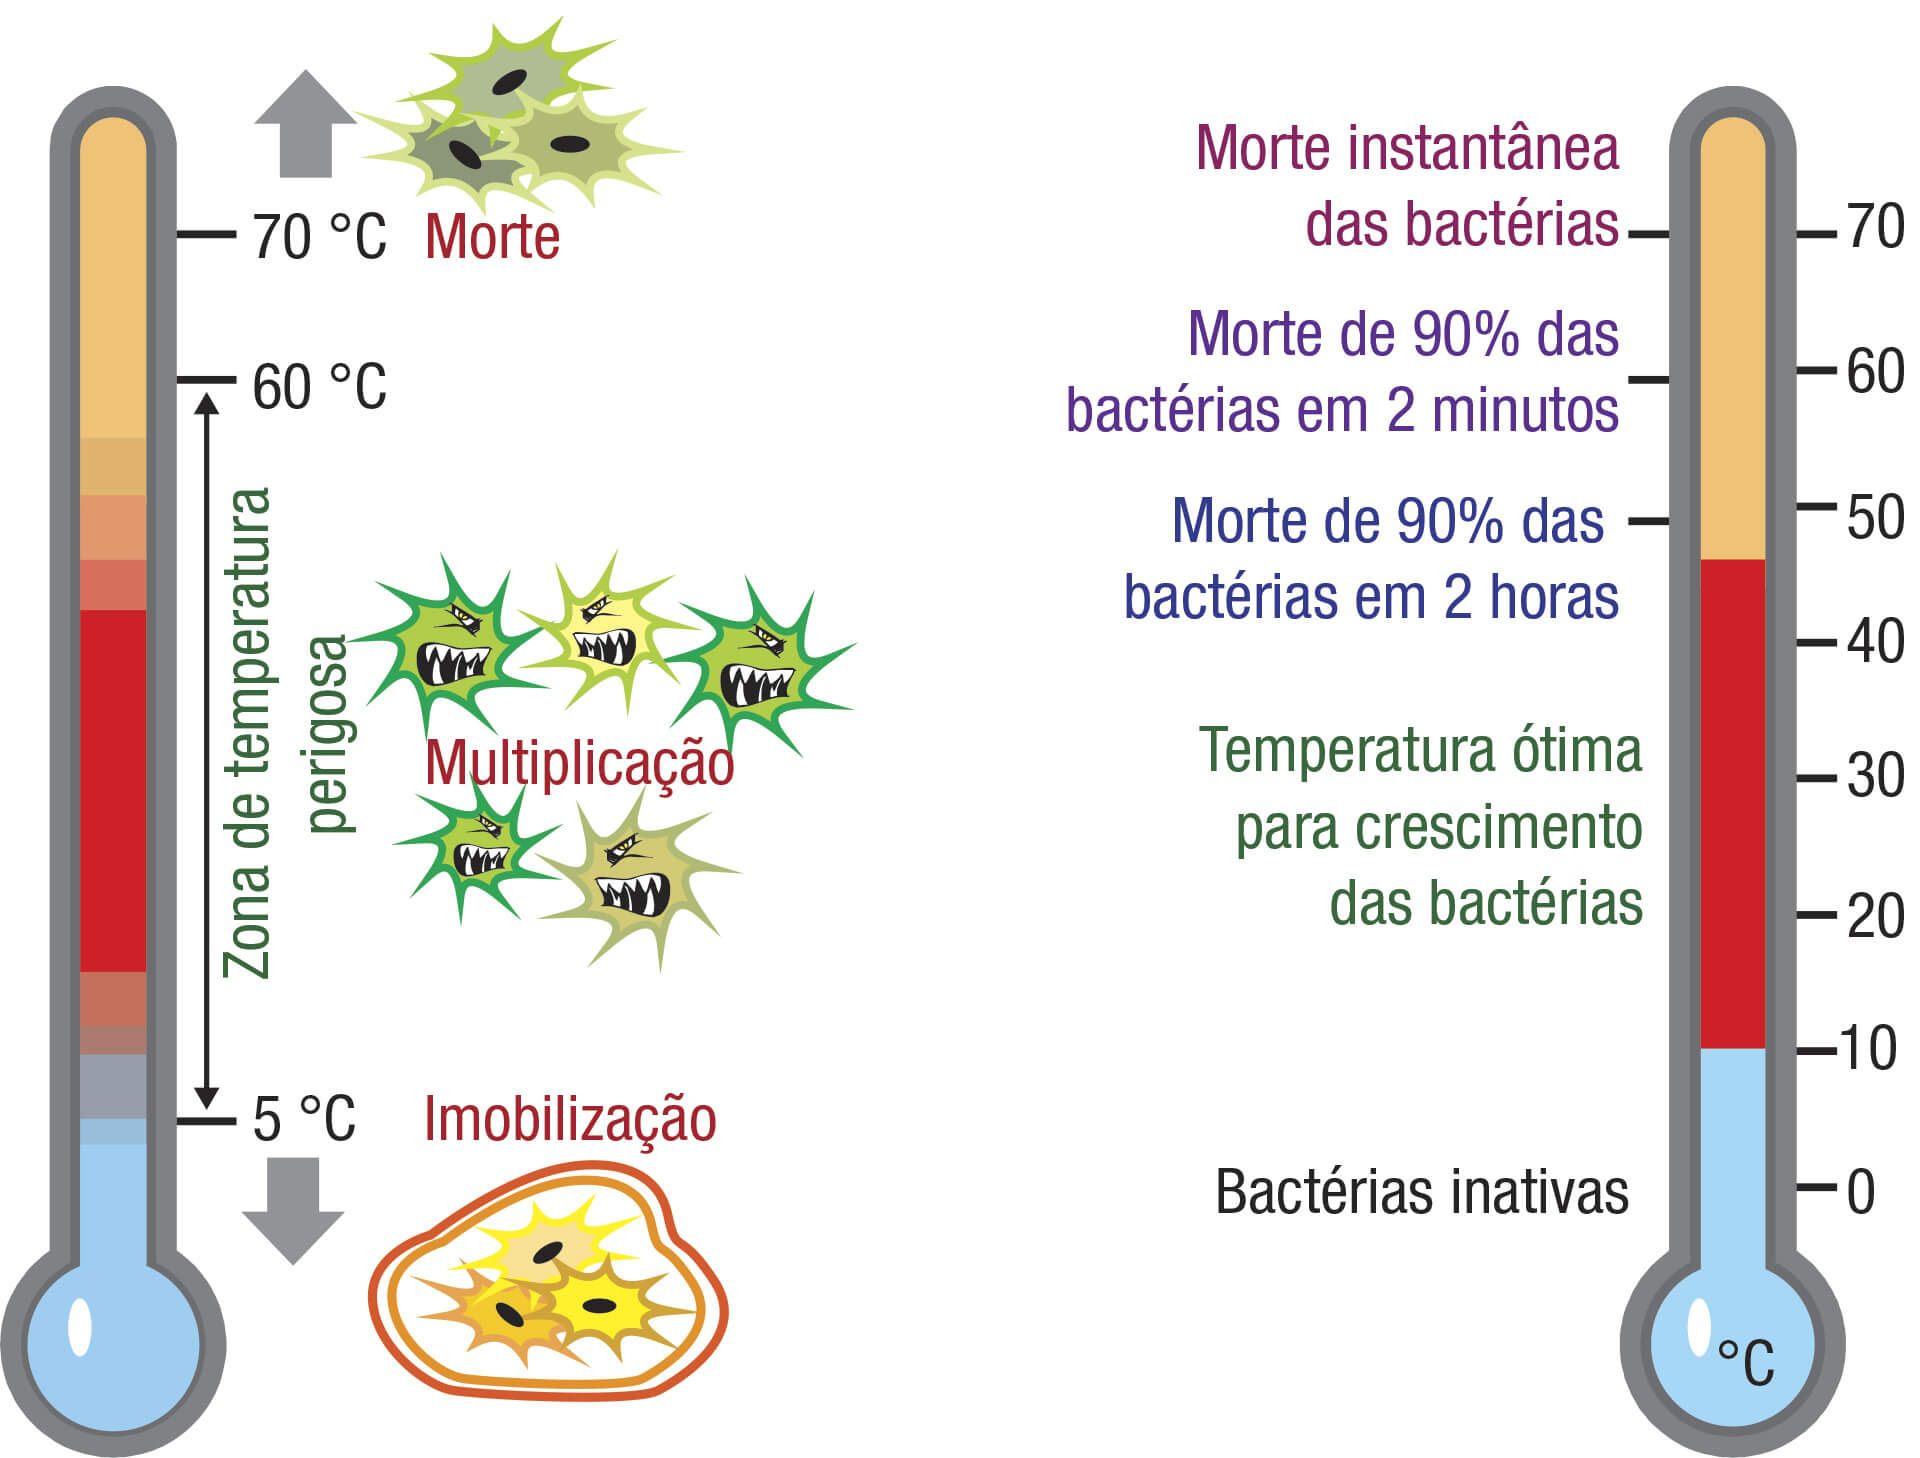 70 °C
Morte
60 °C
Zona de temperatura
perigosa
Multiplicação
5 °C
Imobilização
Morte instantânea
das bactérias
Morte de 90% das
bactérias em 2 minutos
Morte de 90% das
bactérias em 2 horas
Temperatura ótima
para crescimento
das bactérias
Bactérias inativas
70
60
50
40
30
20
10
0
°C